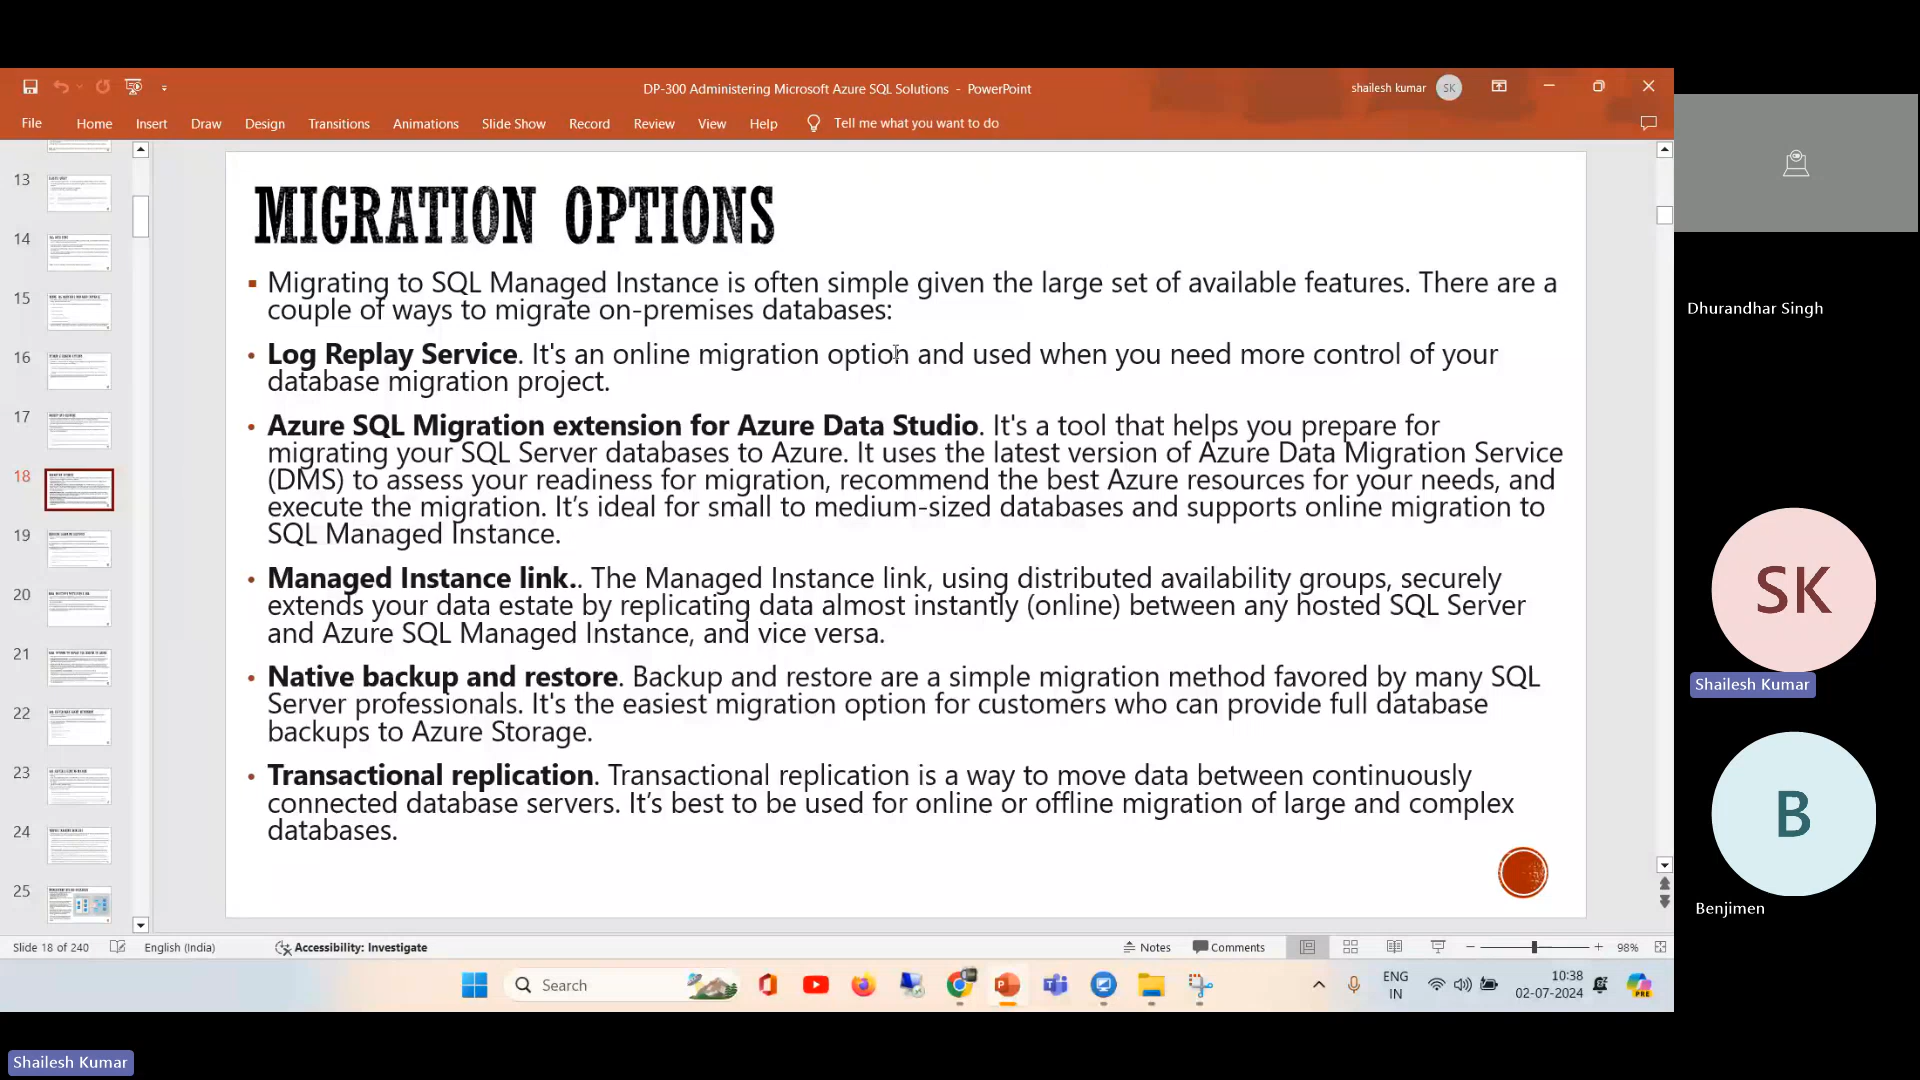 DP-300 Administering Microsoft Azure SQL Solutions - PowerPoint
shailesh kumar
SK
File
Home
Insert
Draw
Design
Transitions
Animations
Slide Show
Record
Review
View
Help
Tell me what you want to do
13
14
15
16
17
18
19
20
21
22
23
24
25
MIGRATION OPTIONS
▪ Migrating to SQL Managed Instance is often simple given the large set of available features. There are a
couple of ways to migrate on-premises databases:
• Log Replay Service. It's an online migration option and used when you need more control of your
database migration project.
• Azure SQL Migration extension for Azure Data Studio. It's a tool that helps you prepare for
migrating your SQL Server databases to Azure. It uses the latest version of Azure Data Migration Service
(DMS) to assess your readiness for migration, recommend the best Azure resources for your needs, and
execute the migration. It’s ideal for small to medium-sized databases and supports online migration to
SQL Managed Instance.
• Managed Instance link.. The Managed Instance link, using distributed availability groups, securely
extends your data estate by replicating data almost instantly (online) between any hosted SQL Server
and Azure SQL Managed Instance, and vice versa.
• Native backup and restore. Backup and restore are a simple migration method favored by many SQL
Server professionals. It's the easiest migration option for customers who can provide full database
backups to Azure Storage.
• Transactional replication. Transactional replication is a way to move data between continuously
connected database servers. It’s best to be used for online or offline migration of large and complex
databases.
Slide 18 of 240
English (India)
Accessibility: Investigate
Notes
Comments
98%
Search
ENG
IN
10:38
02-07-2024
PRE
Dhurandhar Singh
SK
Shailesh Kumar
B
Benjimen
Shailesh Kumar